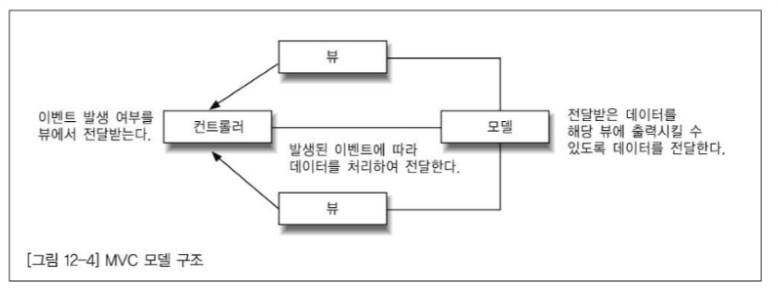 뷰
이벤트 발생 여부를
뷰에서 전달받는다.
컨트롤러
모델
전달받은 데이터를
해당 뷰에 출력시킬 수
있도록 데이터를 전달한다.
발생된 이벤트에 따라
데이터를 처리하여 전달한다.
뷰
[그림 12-4] MVC 모델 구조